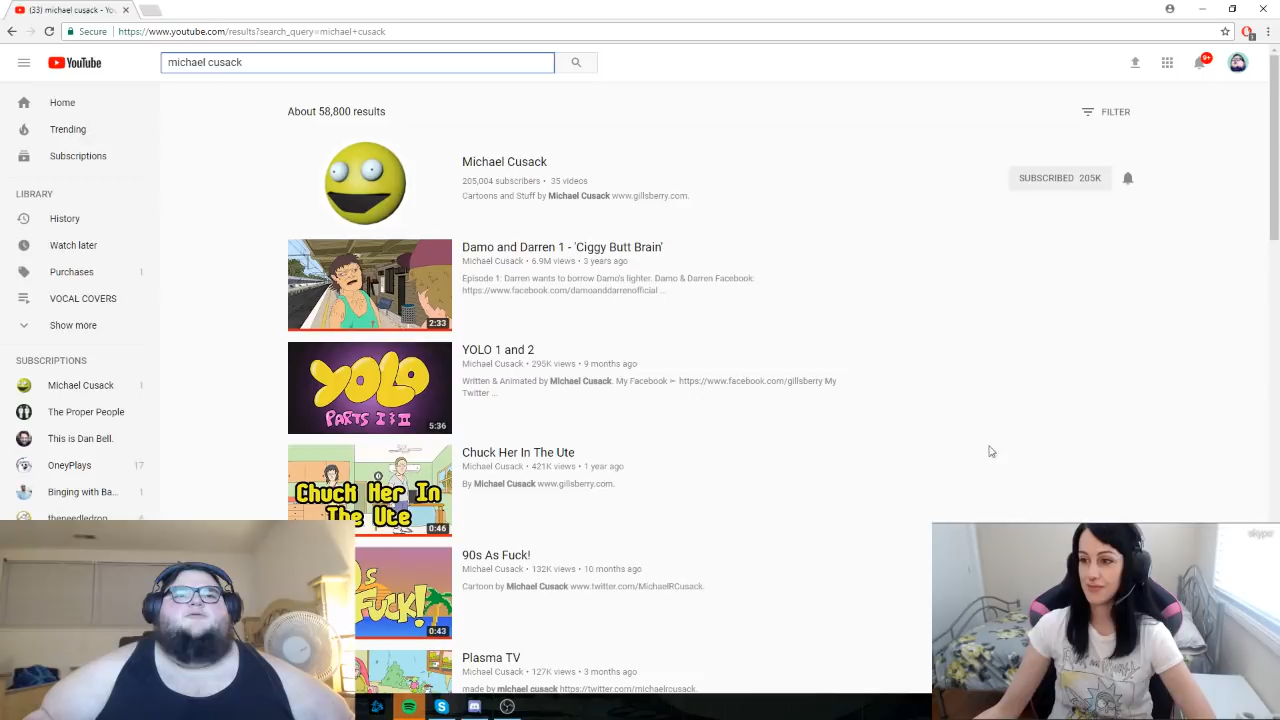 (33) michael cusack - You
Secure https://www.youtube.com/results?search_query=michael+cusack
YouTube
michael cusack
9+
Home
Trending
Subscriptions
LIBRARY
History
Watch later
Purchases 1
VOCAL COVERS
Show more
SUBSCRIPTIONS
Michael Cusack 1
The Proper People
This is Dan Bell.
OneyPlays 17
Binging with Ba... 1
theneedledrop 6
About 58,800 results
FILTER
Michael Cusack
205,004 subscribers • 35 videos
Cartoons and Stuff by Michael Cusack www.gillsberry.com.
SUBSCRIBED 205K
Damo and Darren 1 - 'Ciggy Butt Brain'
Michael Cusack • 6.9M views • 3 years ago
Episode 1: Darren wants to borrow Damo's lighter. Damo & Darren Facebook:
https://www.facebook.com/damoanddarrenofficial ...
2:33
YOLO 1 and 2
Michael Cusack • 295K views • 9 months ago
Written & Animated by Michael Cusack. My Facebook ► https://www.facebook.com/gillsberry My
Twitter ...
YOLO
PARTS I & II
5:36
Chuck Her In The Ute
Michael Cusack • 421K views • 1 year ago
By Michael Cusack www.gillsberry.com.
Chuck Her In
The Ute
0:46
90s As Fuck!
Michael Cusack • 132K views • 10 months ago
Cartoon by Michael Cusack www.twitter.com/MichaelRCusack.
FUCK!
0:43
Plasma TV
Michael Cusack • 127K views • 3 months ago
made by michael cusack https://twitter.com/michaelrcusack.
skype